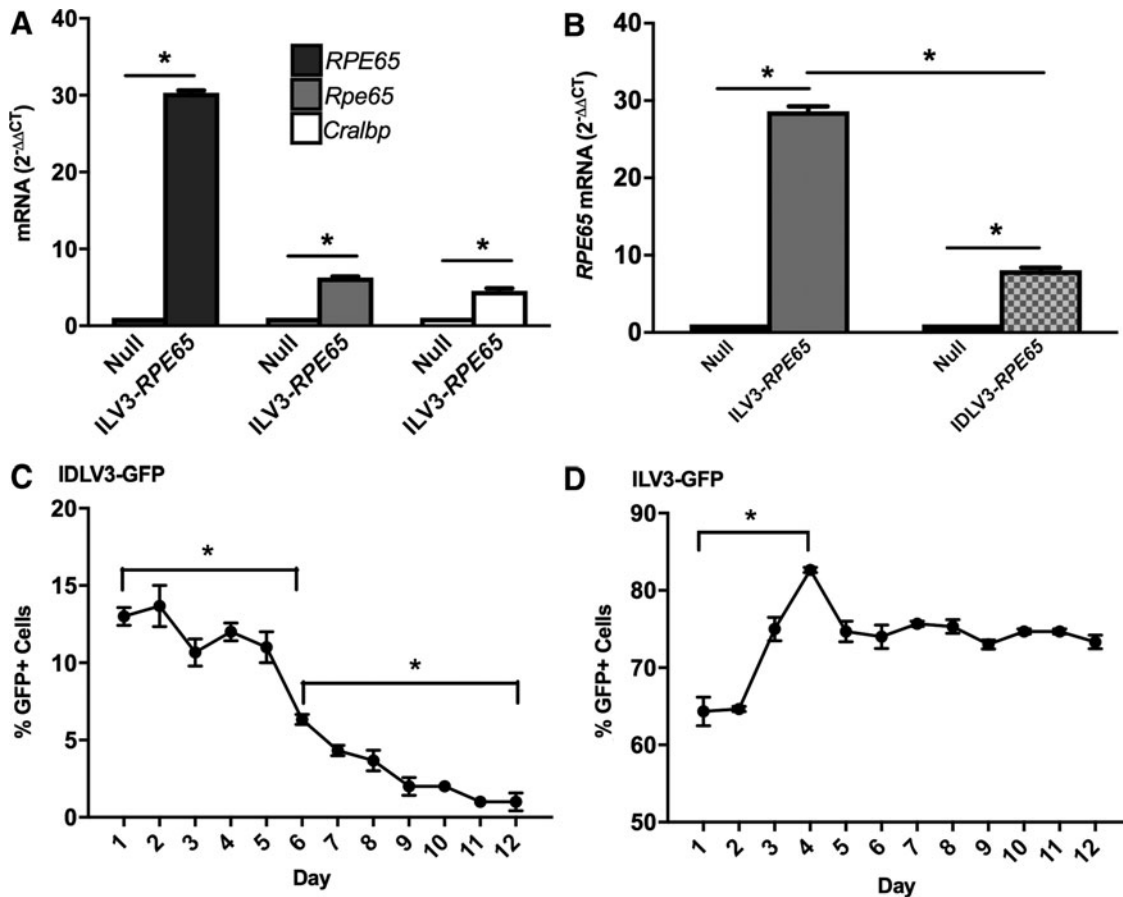 A
mRNA (2-ΔΔCT)
40
30
20
10
0
*
*
*
RPE65
Rpe65
Cralbp
Null
ILV3-RPE65
Null
ILV3-RPE65
Null
ILV3-RPE65
B
RPE65 mRNA (2-ΔΔCT)
40
30
20
10
0
*
*
*
Null
ILV3-RPE65
Null
IDLV3-RPE65
C
IDLV3-GFP
% GFP+ Cells
20
15
10
5
0
*
*
1 2 3 4 5 6 7 8 9 10 11 12
Day
D
ILV3-GFP
% GFP+ Cells
90
80
70
60
50
*
1 2 3 4 5 6 7 8 9 10 11 12
Day